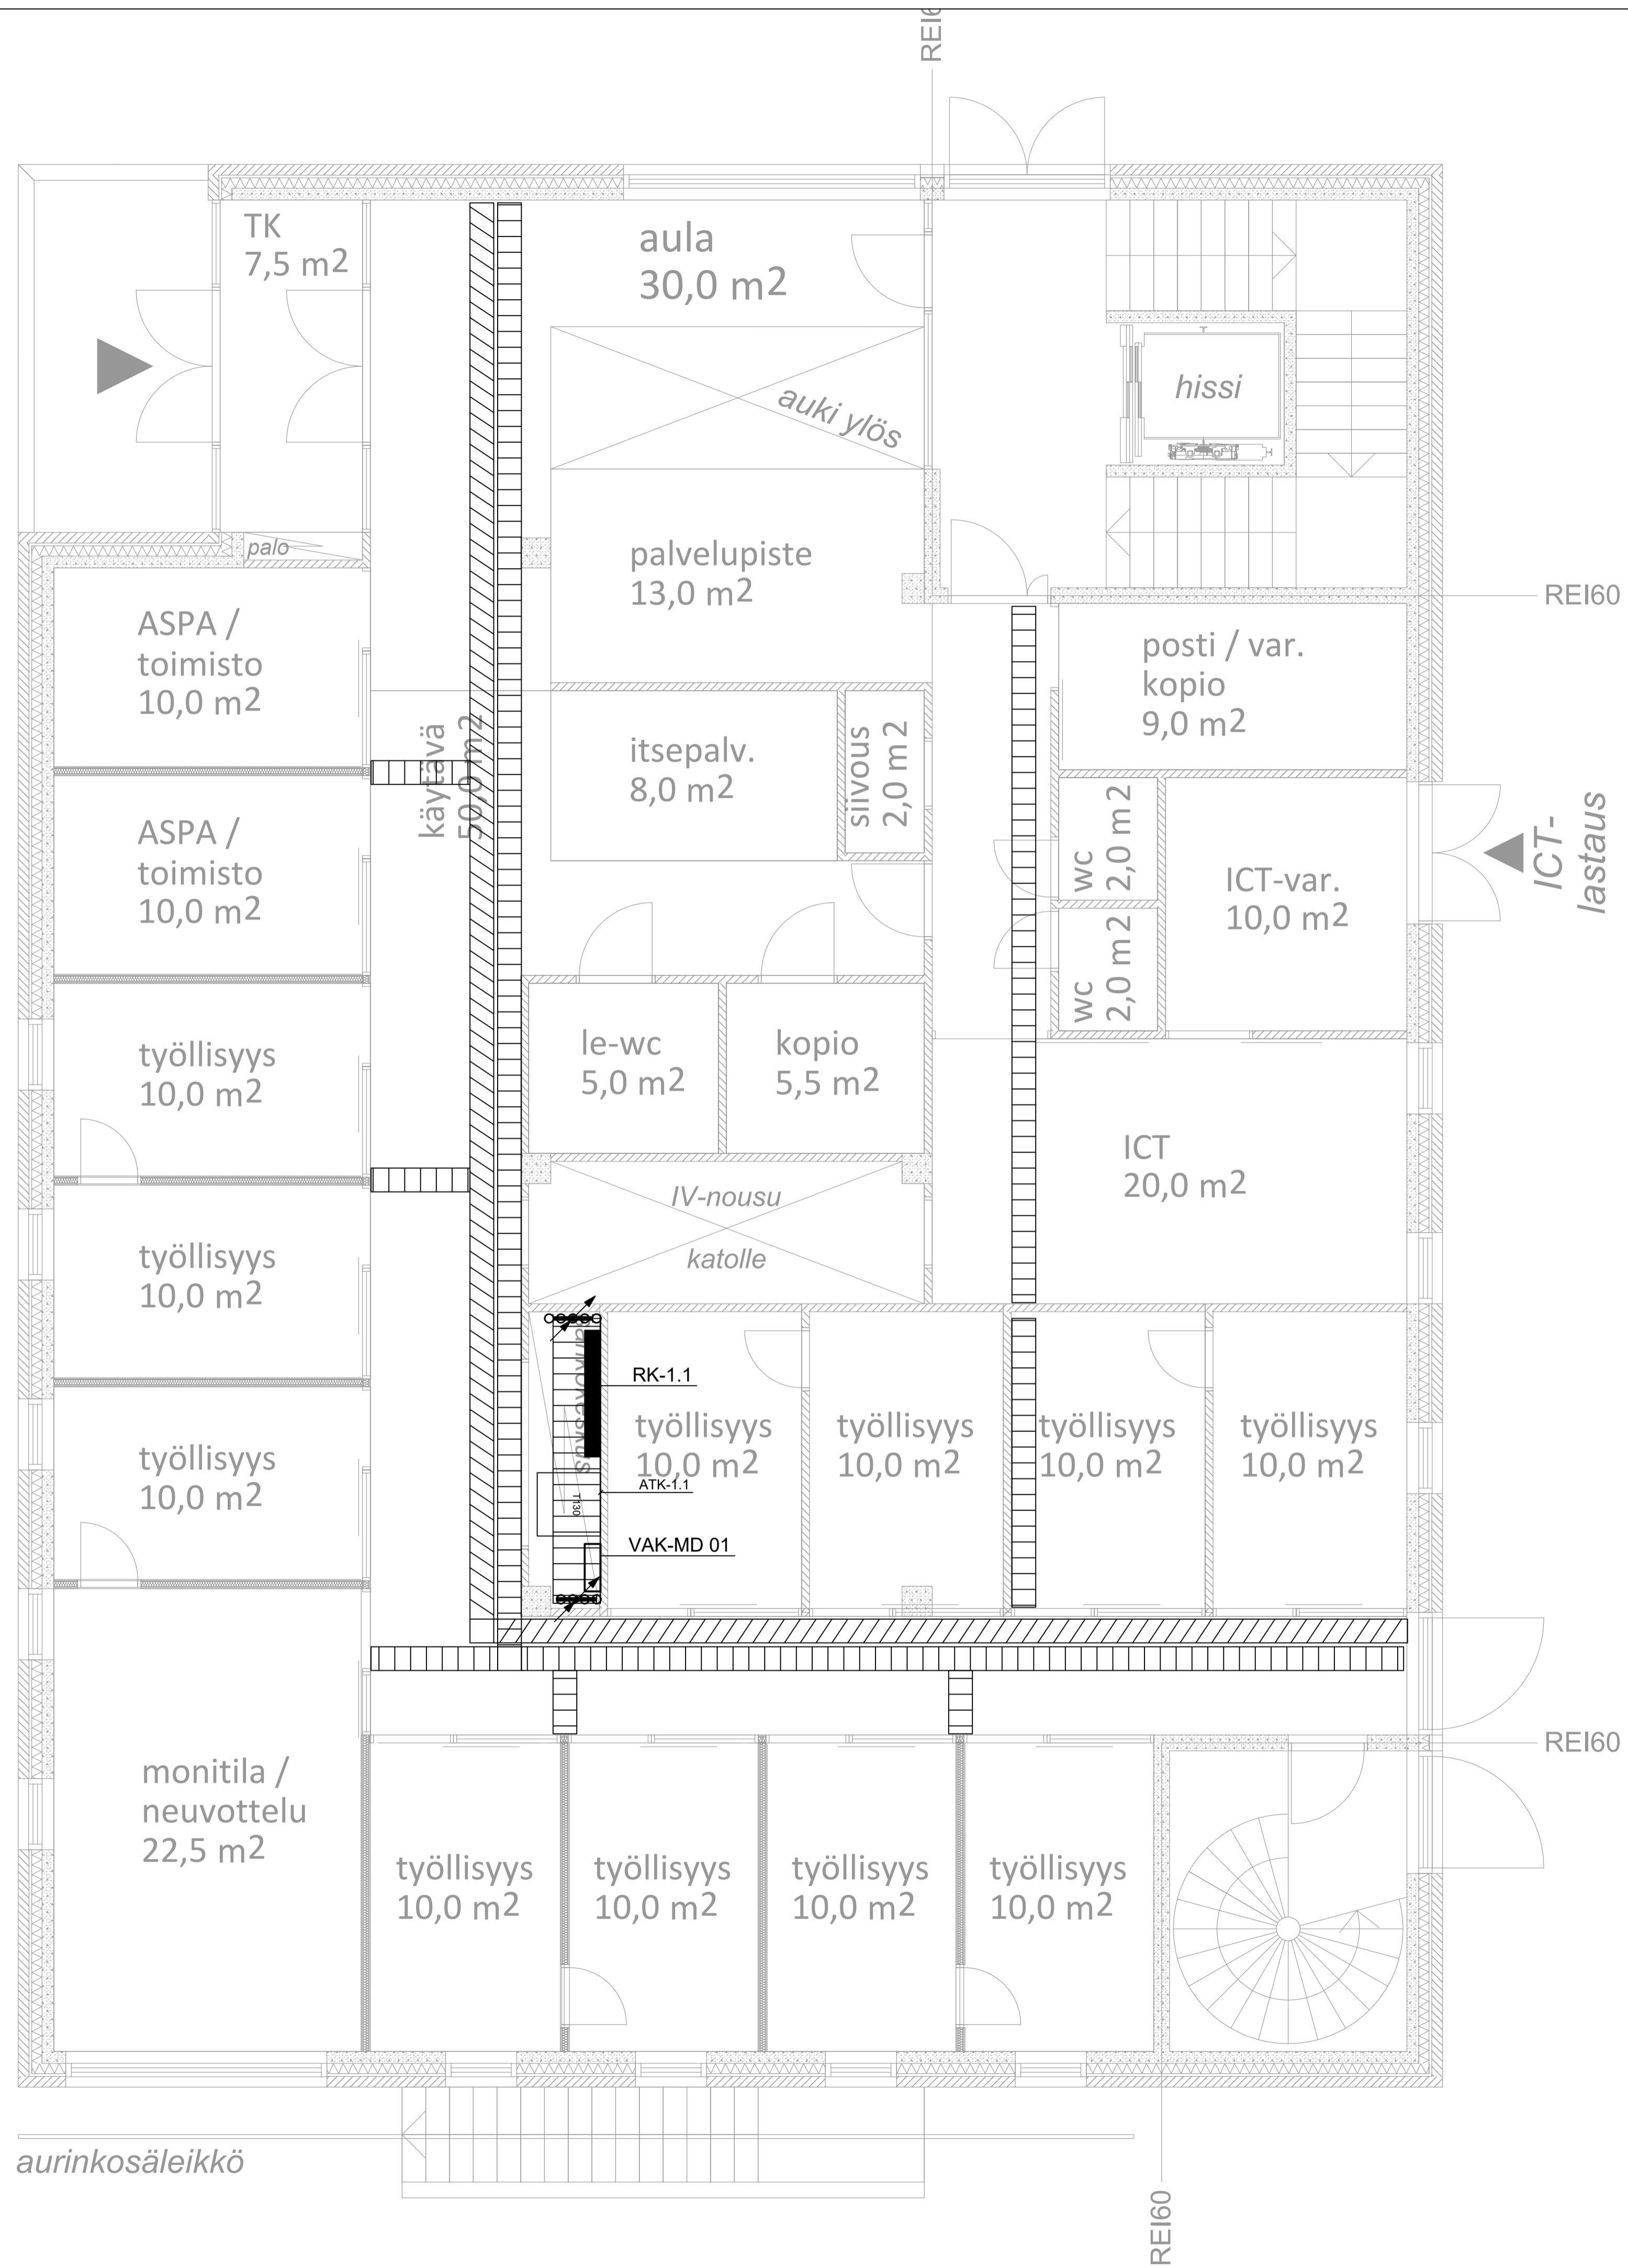 REI6
TK
7,5 m2
aula
30,0 m2
auki ylös
hissi
palo
palvelupiste
13,0 m2
REI60
ASPA /
toimisto
10,0 m2
posti / var.
kopio
9,0 m2
käytävä
50,0 m2
itsepalv.
8,0 m2
siivous
2,0 m2
ASPA /
toimisto
10,0 m2
wc
2,0 m2
ICT-var.
10,0 m2
ICT-
lastaus
wc
2,0 m2
työllisyys
10,0 m2
le-wc
5,0 m2
kopio
5,5 m2
ICT
20,0 m2
IV-nousu
katolle
työllisyys
10,0 m2
RK-1.1
työllisyys
10,0 m2
työllisyys
10,0 m2
työllisyys
10,0 m2
työllisyys
10,0 m2
työllisyys
10,0 m2
ATK-1.1
T130
VAK-MD 01
REI60
monitila /
neuvottelu
22,5 m2
työllisyys
10,0 m2
työllisyys
10,0 m2
työllisyys
10,0 m2
työllisyys
10,0 m2
aurinkosäleikkö
REI60